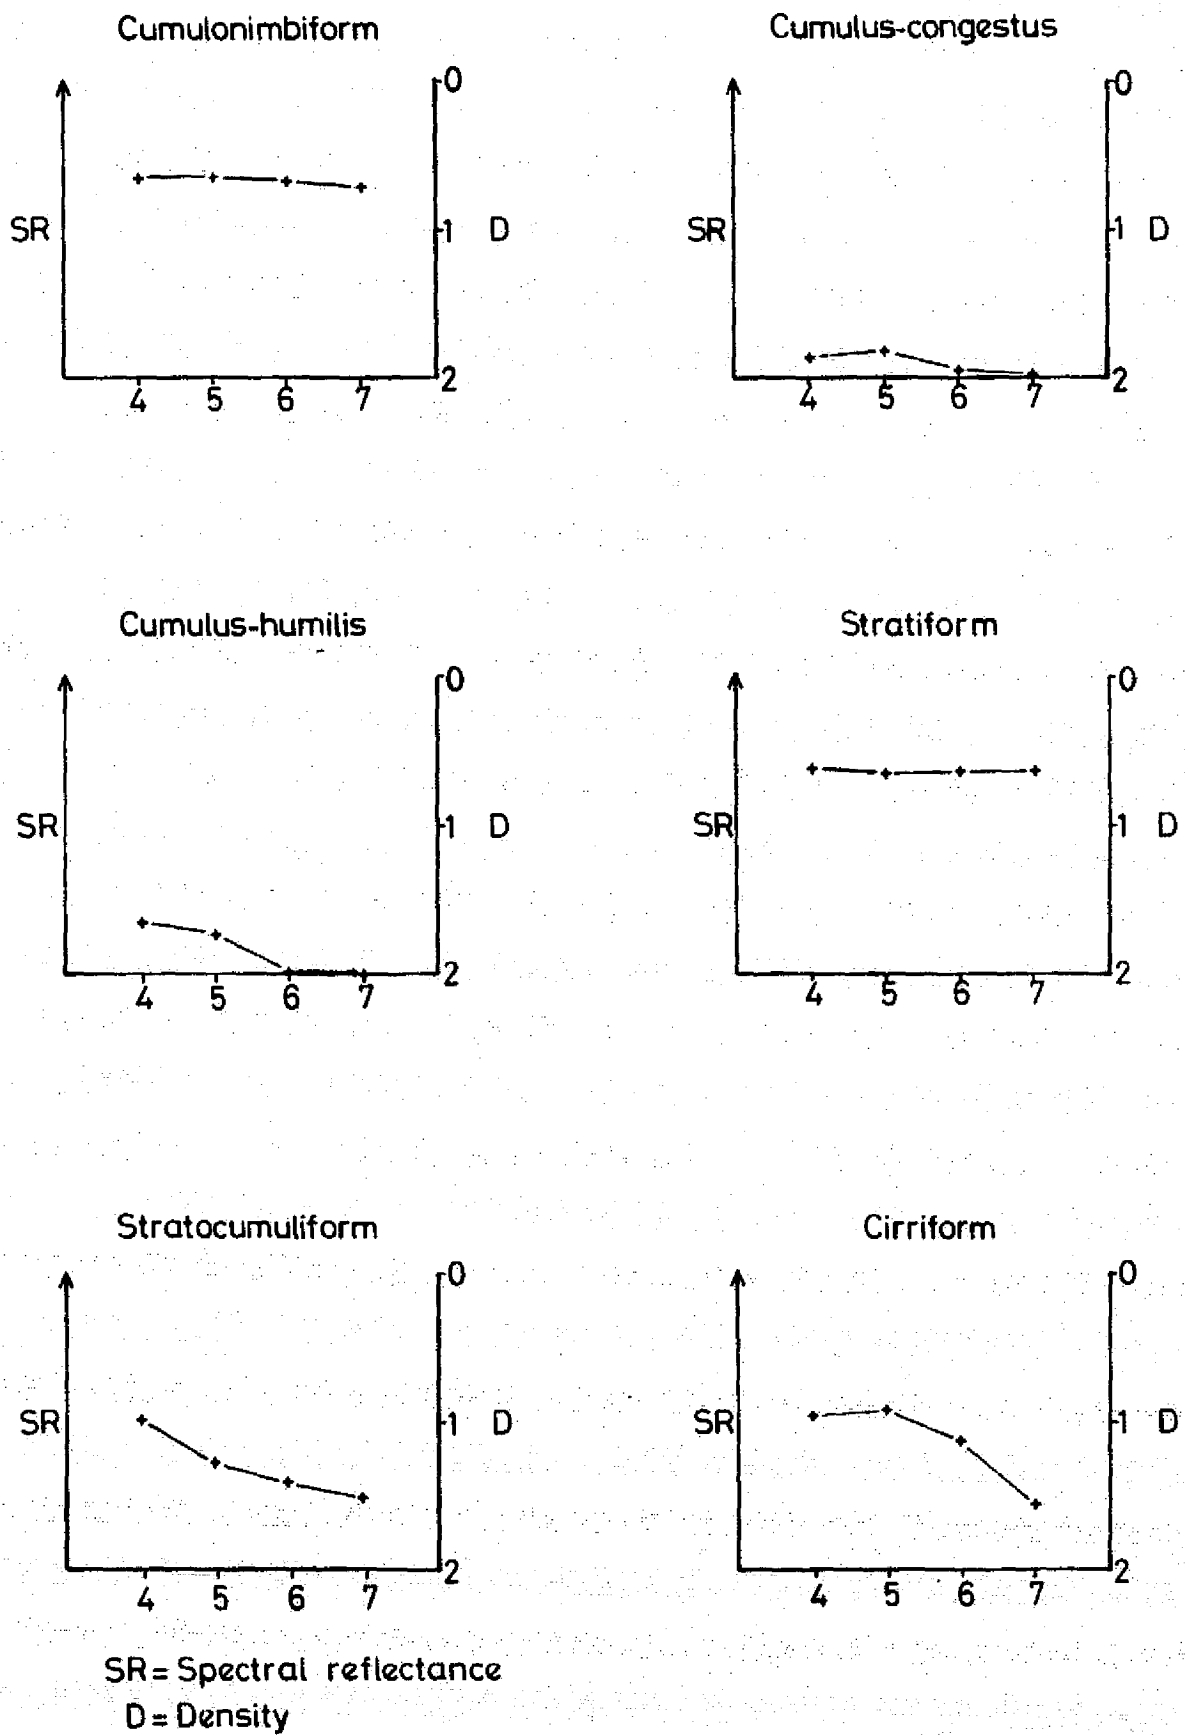 Cumulonimbiform
0
SR
1 D
2
4 5 6 7
Cumulus-congestus
0
SR
1 D
2
4 5 6 7
Cumulus-humilis
0
SR
1 D
2
4 5 6 7
Stratiform
0
SR
1 D
2
4 5 6 7
Stratocumuliform
0
SR
1 D
2
4 5 6 7
Cirriform
0
SR
1 D
2
4 5 6 7
SR = Spectral reflectance
D = Density